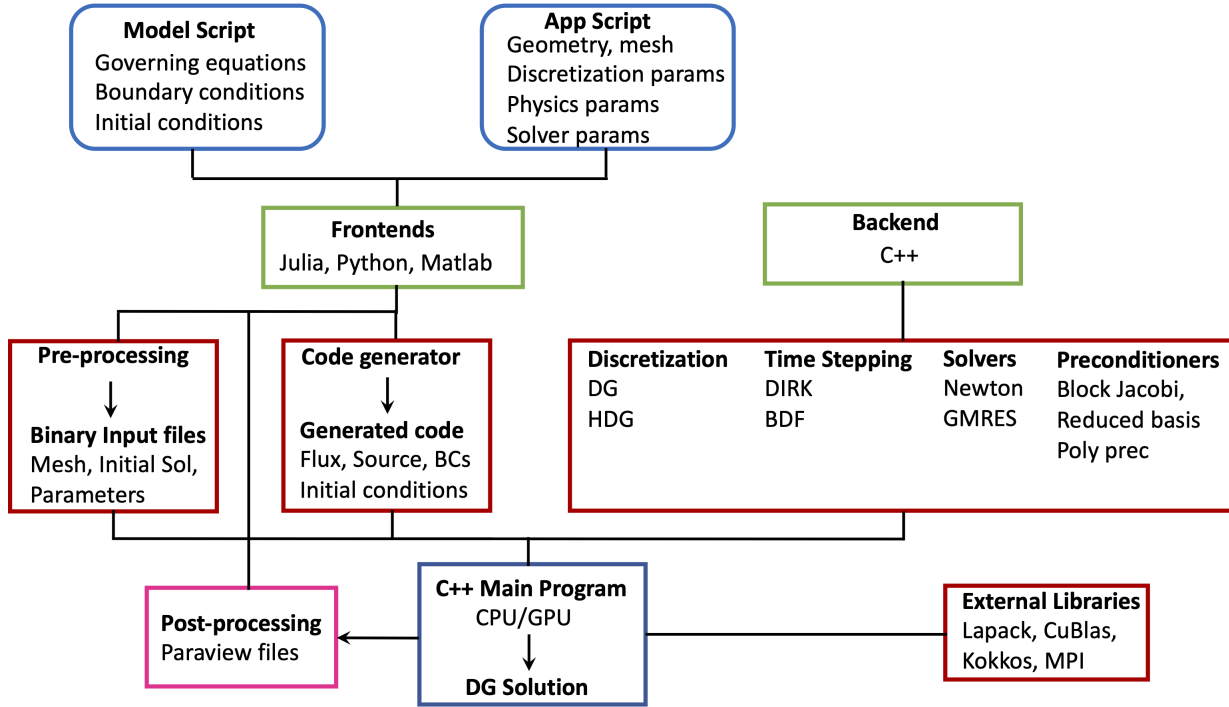 Model Script
Governing equations
Boundary conditions
Initial conditions
App Script
Geometry, mesh
Discretization params
Physics params
Solver params
Frontends
Julia, Python, Matlab
Backend
C++
Pre-processing
Binary Input files
Mesh, Initial Sol,
Parameters
Code generator
Generated code
Flux, Source, BCs
Initial conditions
Discretization
DG
HDG
Time Stepping
DIRK
BDF
Solvers
Newton
GMRES
Preconditioners
Block Jacobi,
Reduced basis
Poly prec
Post-processing
Paraview files
C++ Main Program
CPU/GPU
DG Solution
External Libraries
Lapack, CuBlas,
Kokkos, MPI